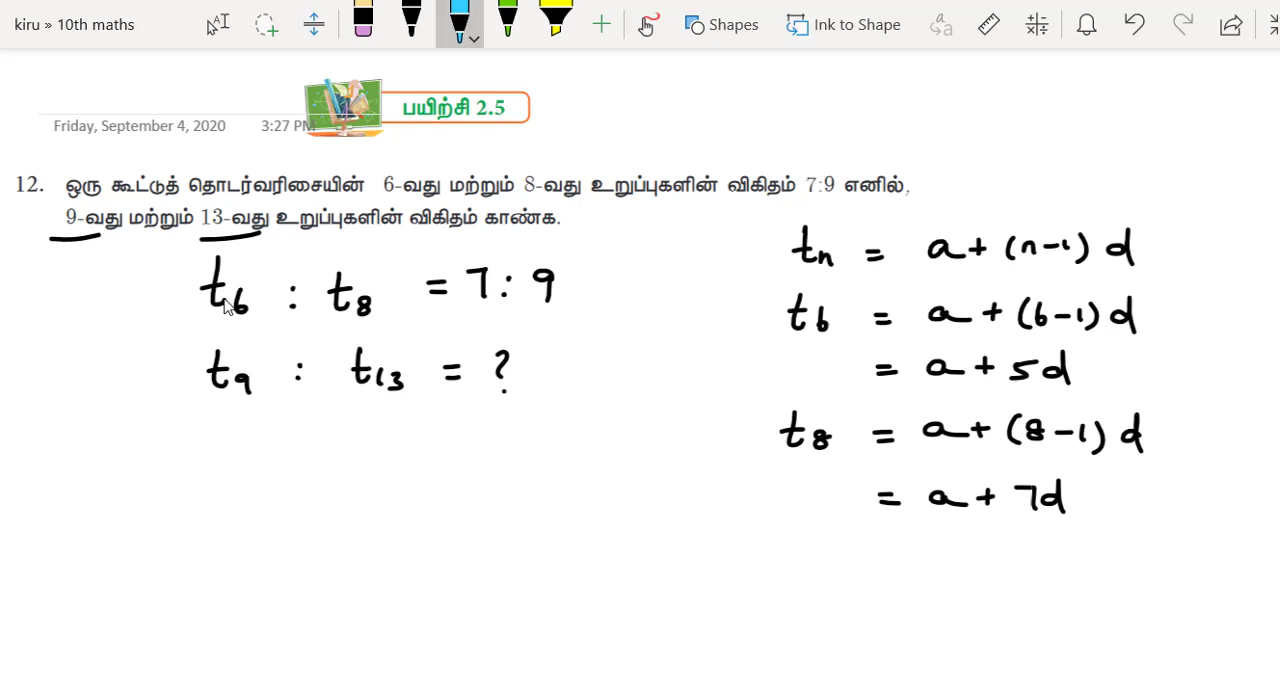 kiru » 10th maths
Shapes
Ink to Shape
பயிற்சி 2.5
Friday, September 4, 2020 3:27 PM
12. ஒரு கூட்டுத் தொடர்வரிசையின் 6-வது மற்றும் 8-வது உறுப்புகளின் விகிதம் 7:9 எனில்,
9-வது மற்றும் 13-வது உறுப்புகளின் விகிதம் காண்க.
t6 : t8 = 7 : 9
t9 : t13 = ?
tn = a + (n-1) d
t6 = a + (6-1) d
= a + 5d
t8 = a + (8-1) d
= a + 7d